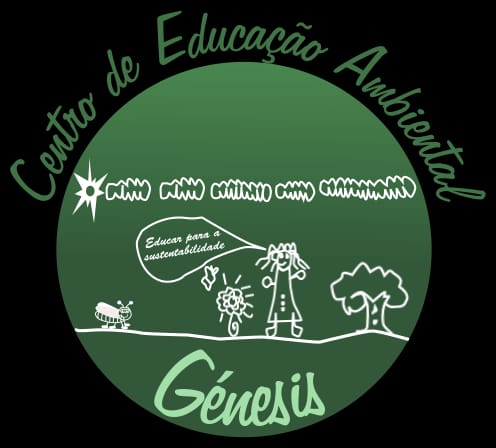 Centro de Educação Ambiental
Educar para a
sustentabilidade
Génesis